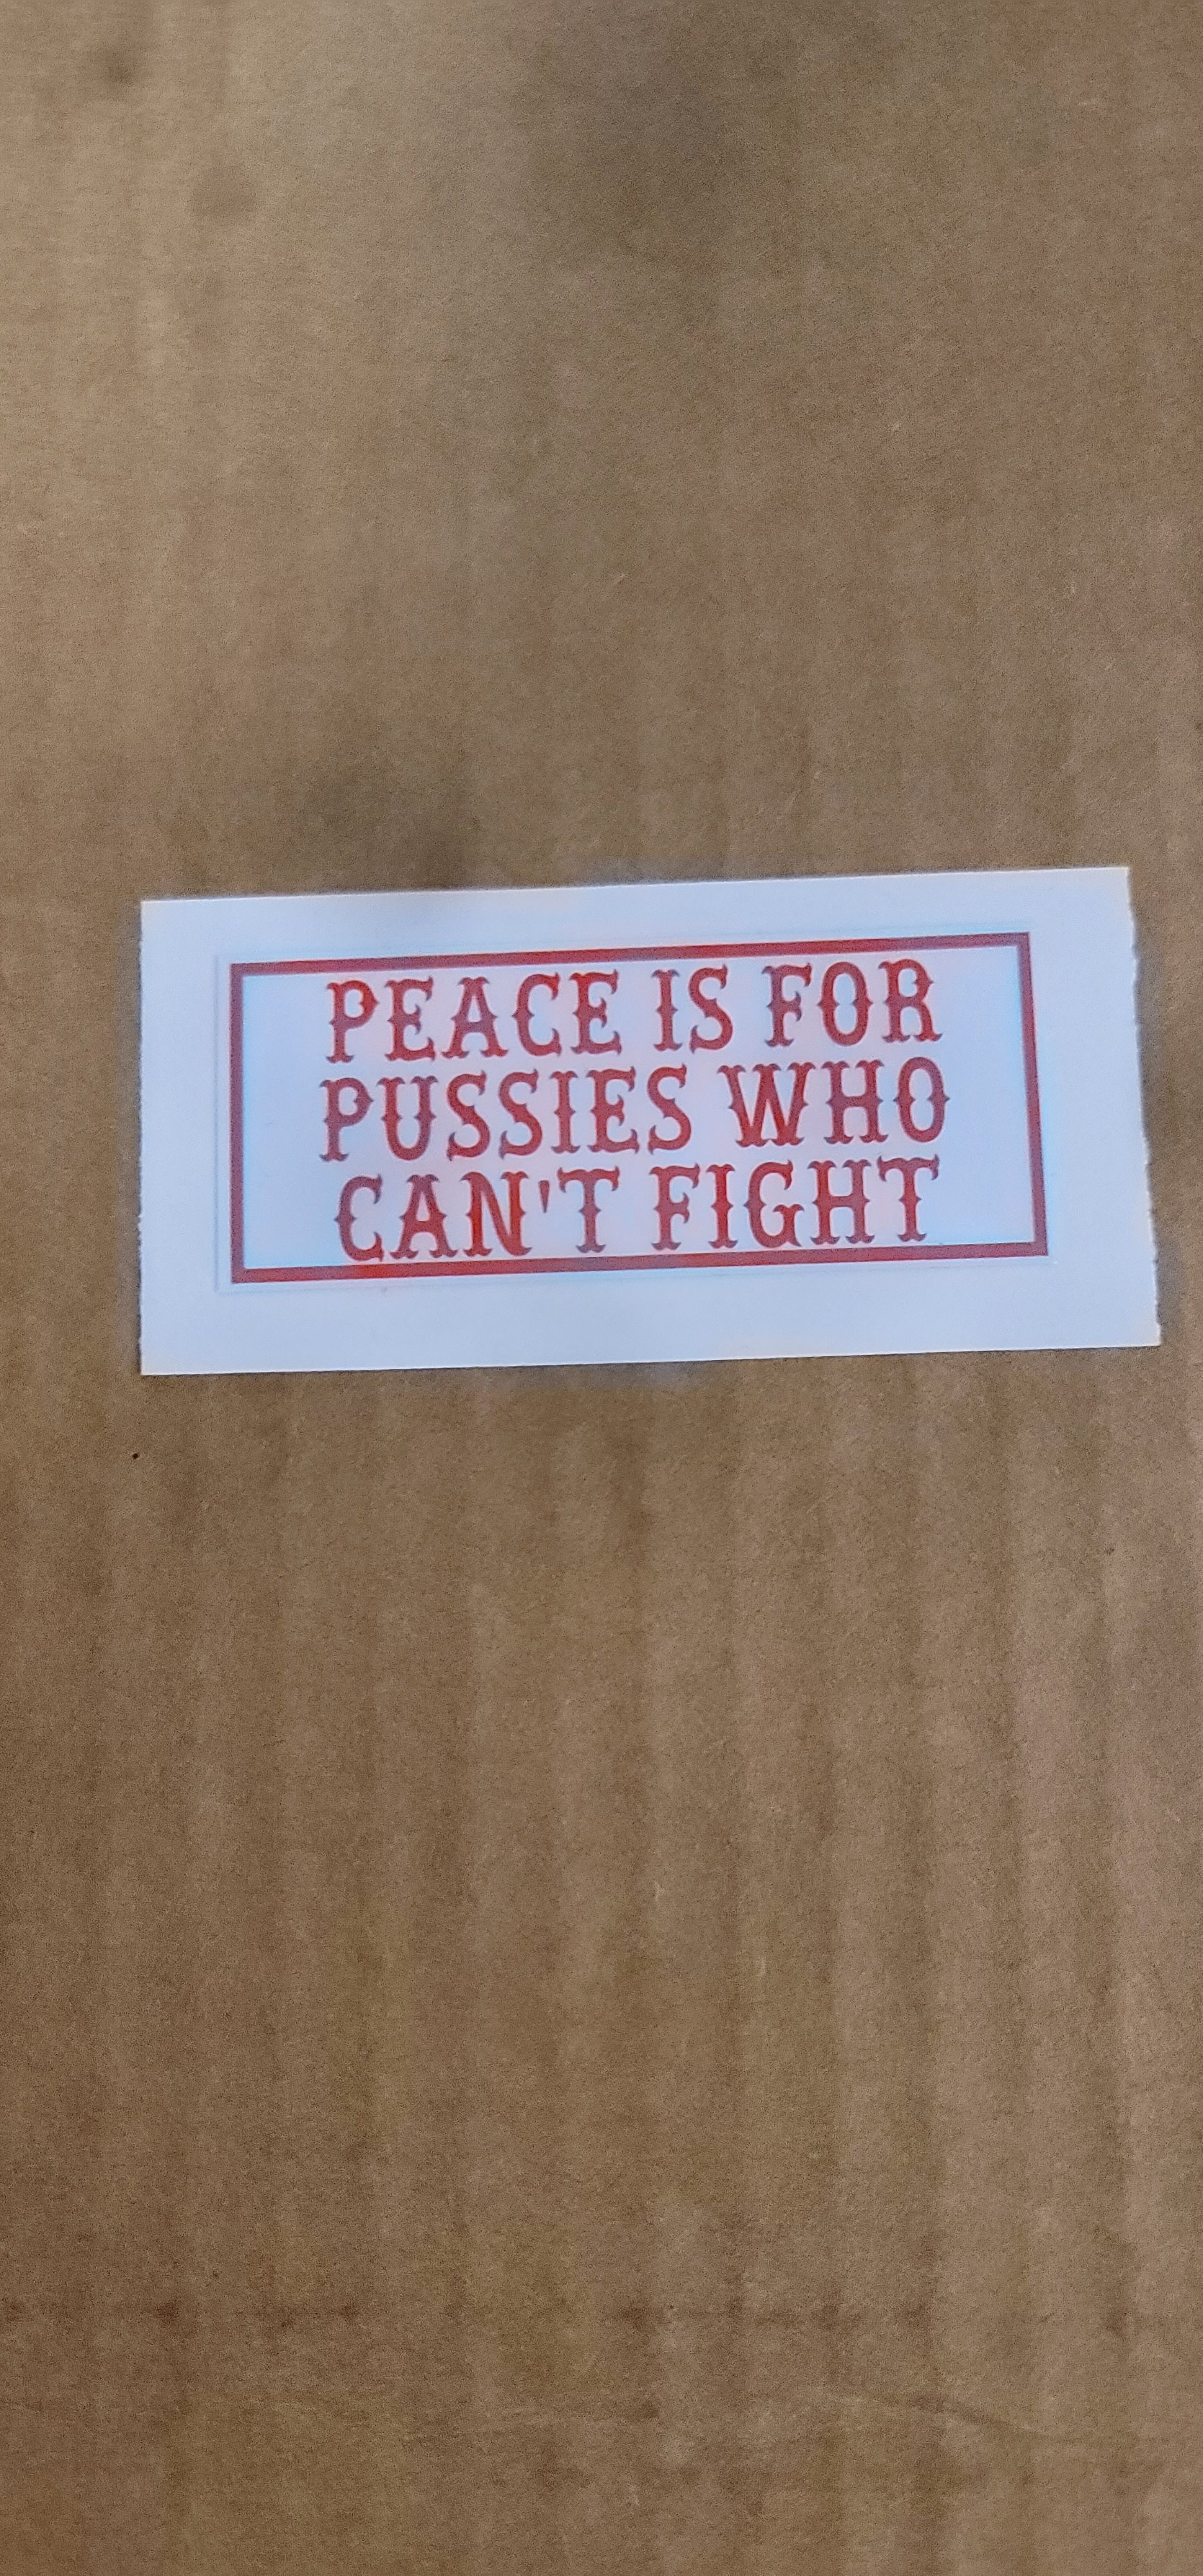 PEACE IS FOR
PUSSIES WHO
CAN'T FIGHT